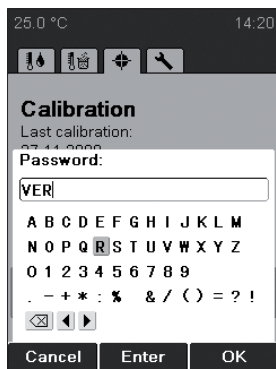 25.0 °C 14:20
Calibration
Last calibration:
Password:
VER
A B C D E F G H I J K L M
N O P Q R S T U V W X Y Z
0 1 2 3 4 5 6 7 8 9
. - + * : % & / ( ) = ? !
Cancel Enter OK